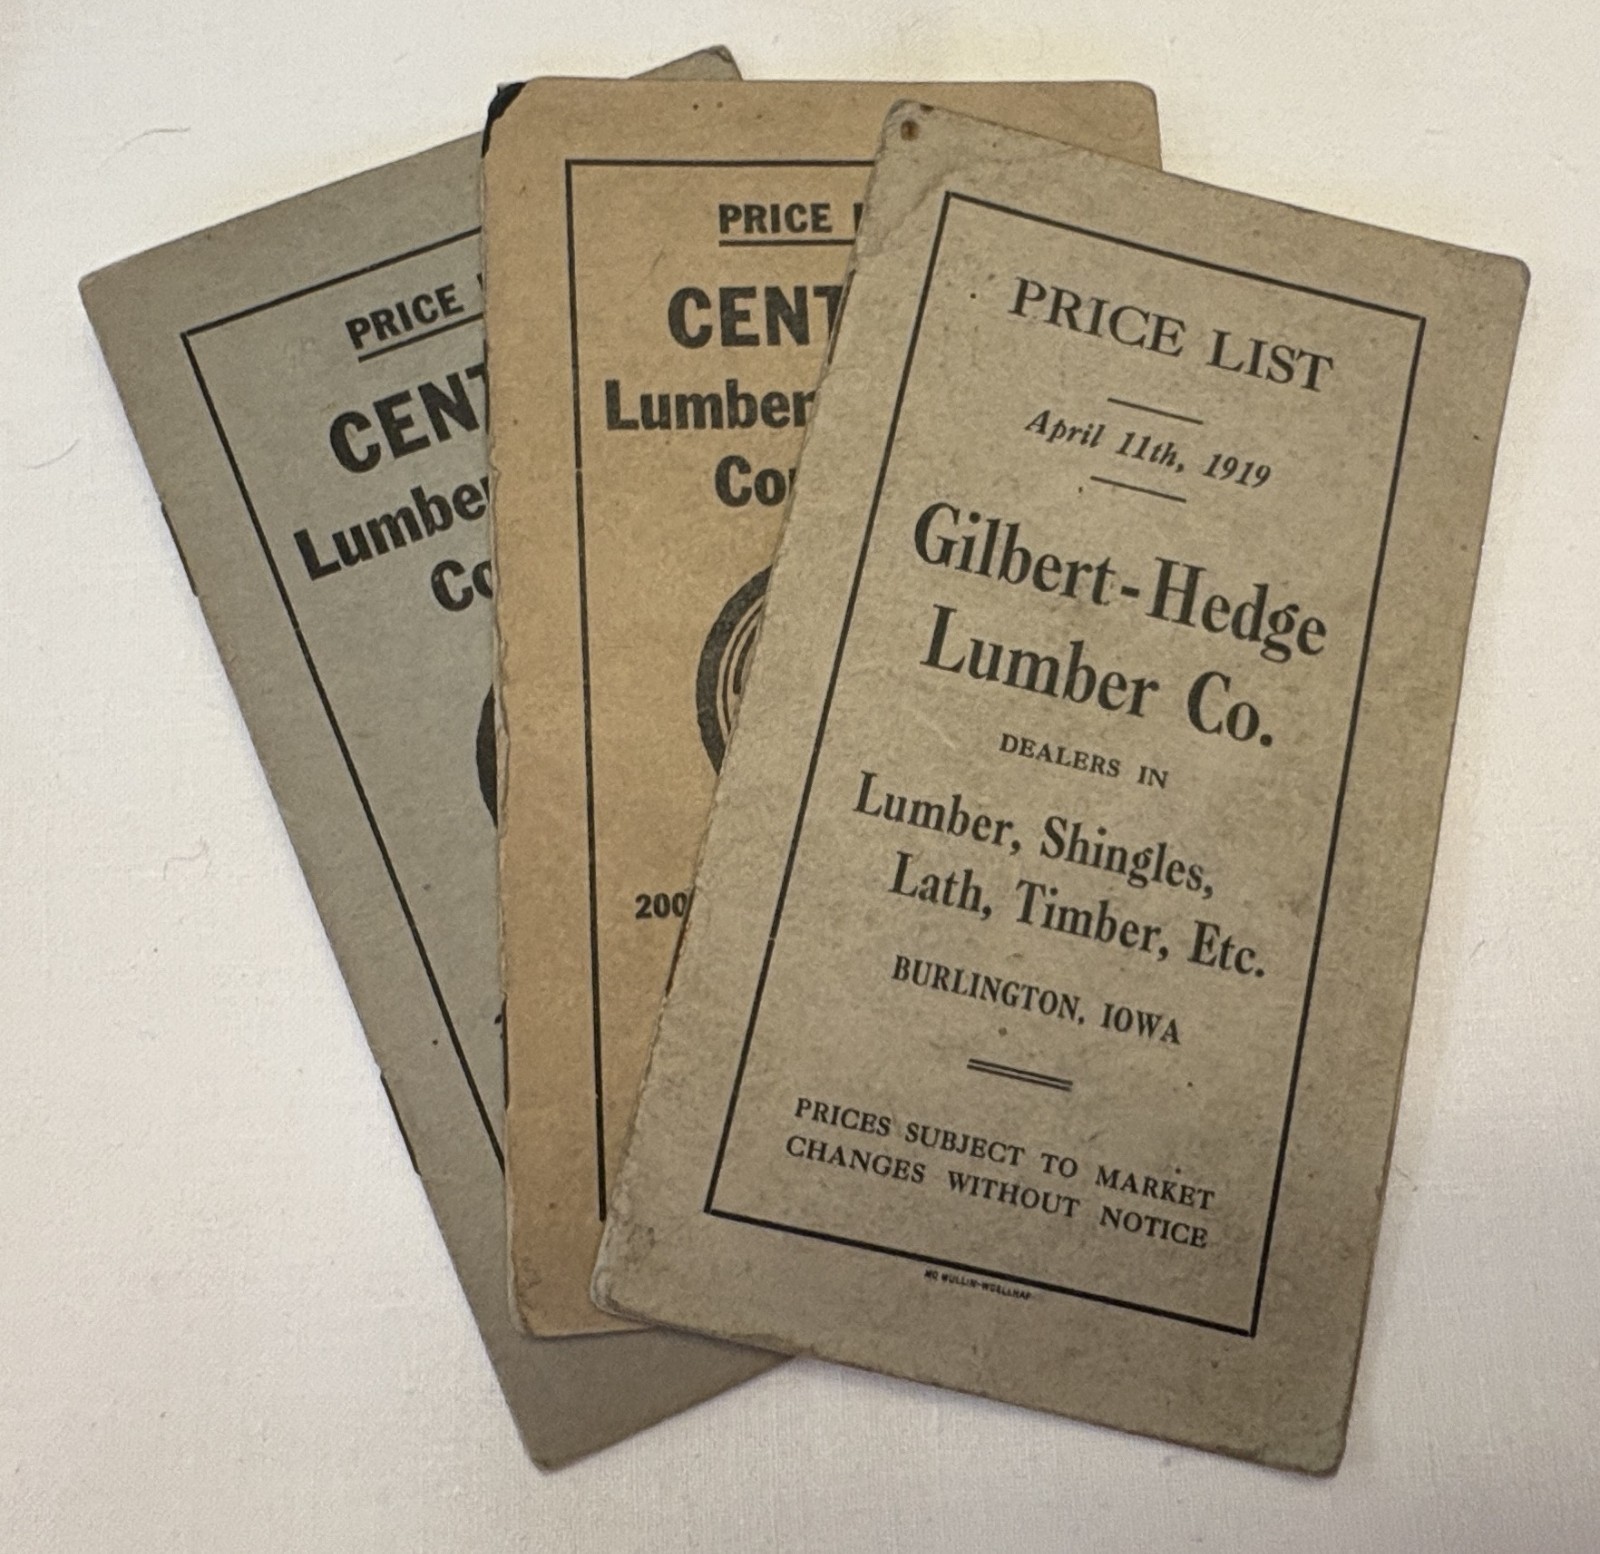 PRICE
CENT
Lumber
Co
PRICE
CENT
Lumber
Co
200
PRICE LIST
April 11th, 1919
Gilbert-Hedge
Lumber Co.
DEALERS IN
Lumber, Shingles,
Lath, Timber, Etc.
BURLINGTON, IOWA
PRICES SUBJECT TO MARKET
CHANGES WITHOUT NOTICE